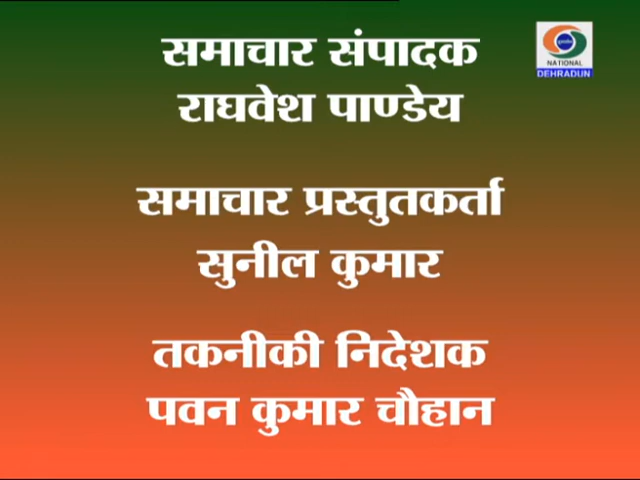 समाचार संपादक
राघवेश पाण्डेय
समाचार प्रस्तुतकर्ता
सुनील कुमार
तकनीकी निदेशक
पवन कुमार चौहान
NATIONAL
DEHRADUN